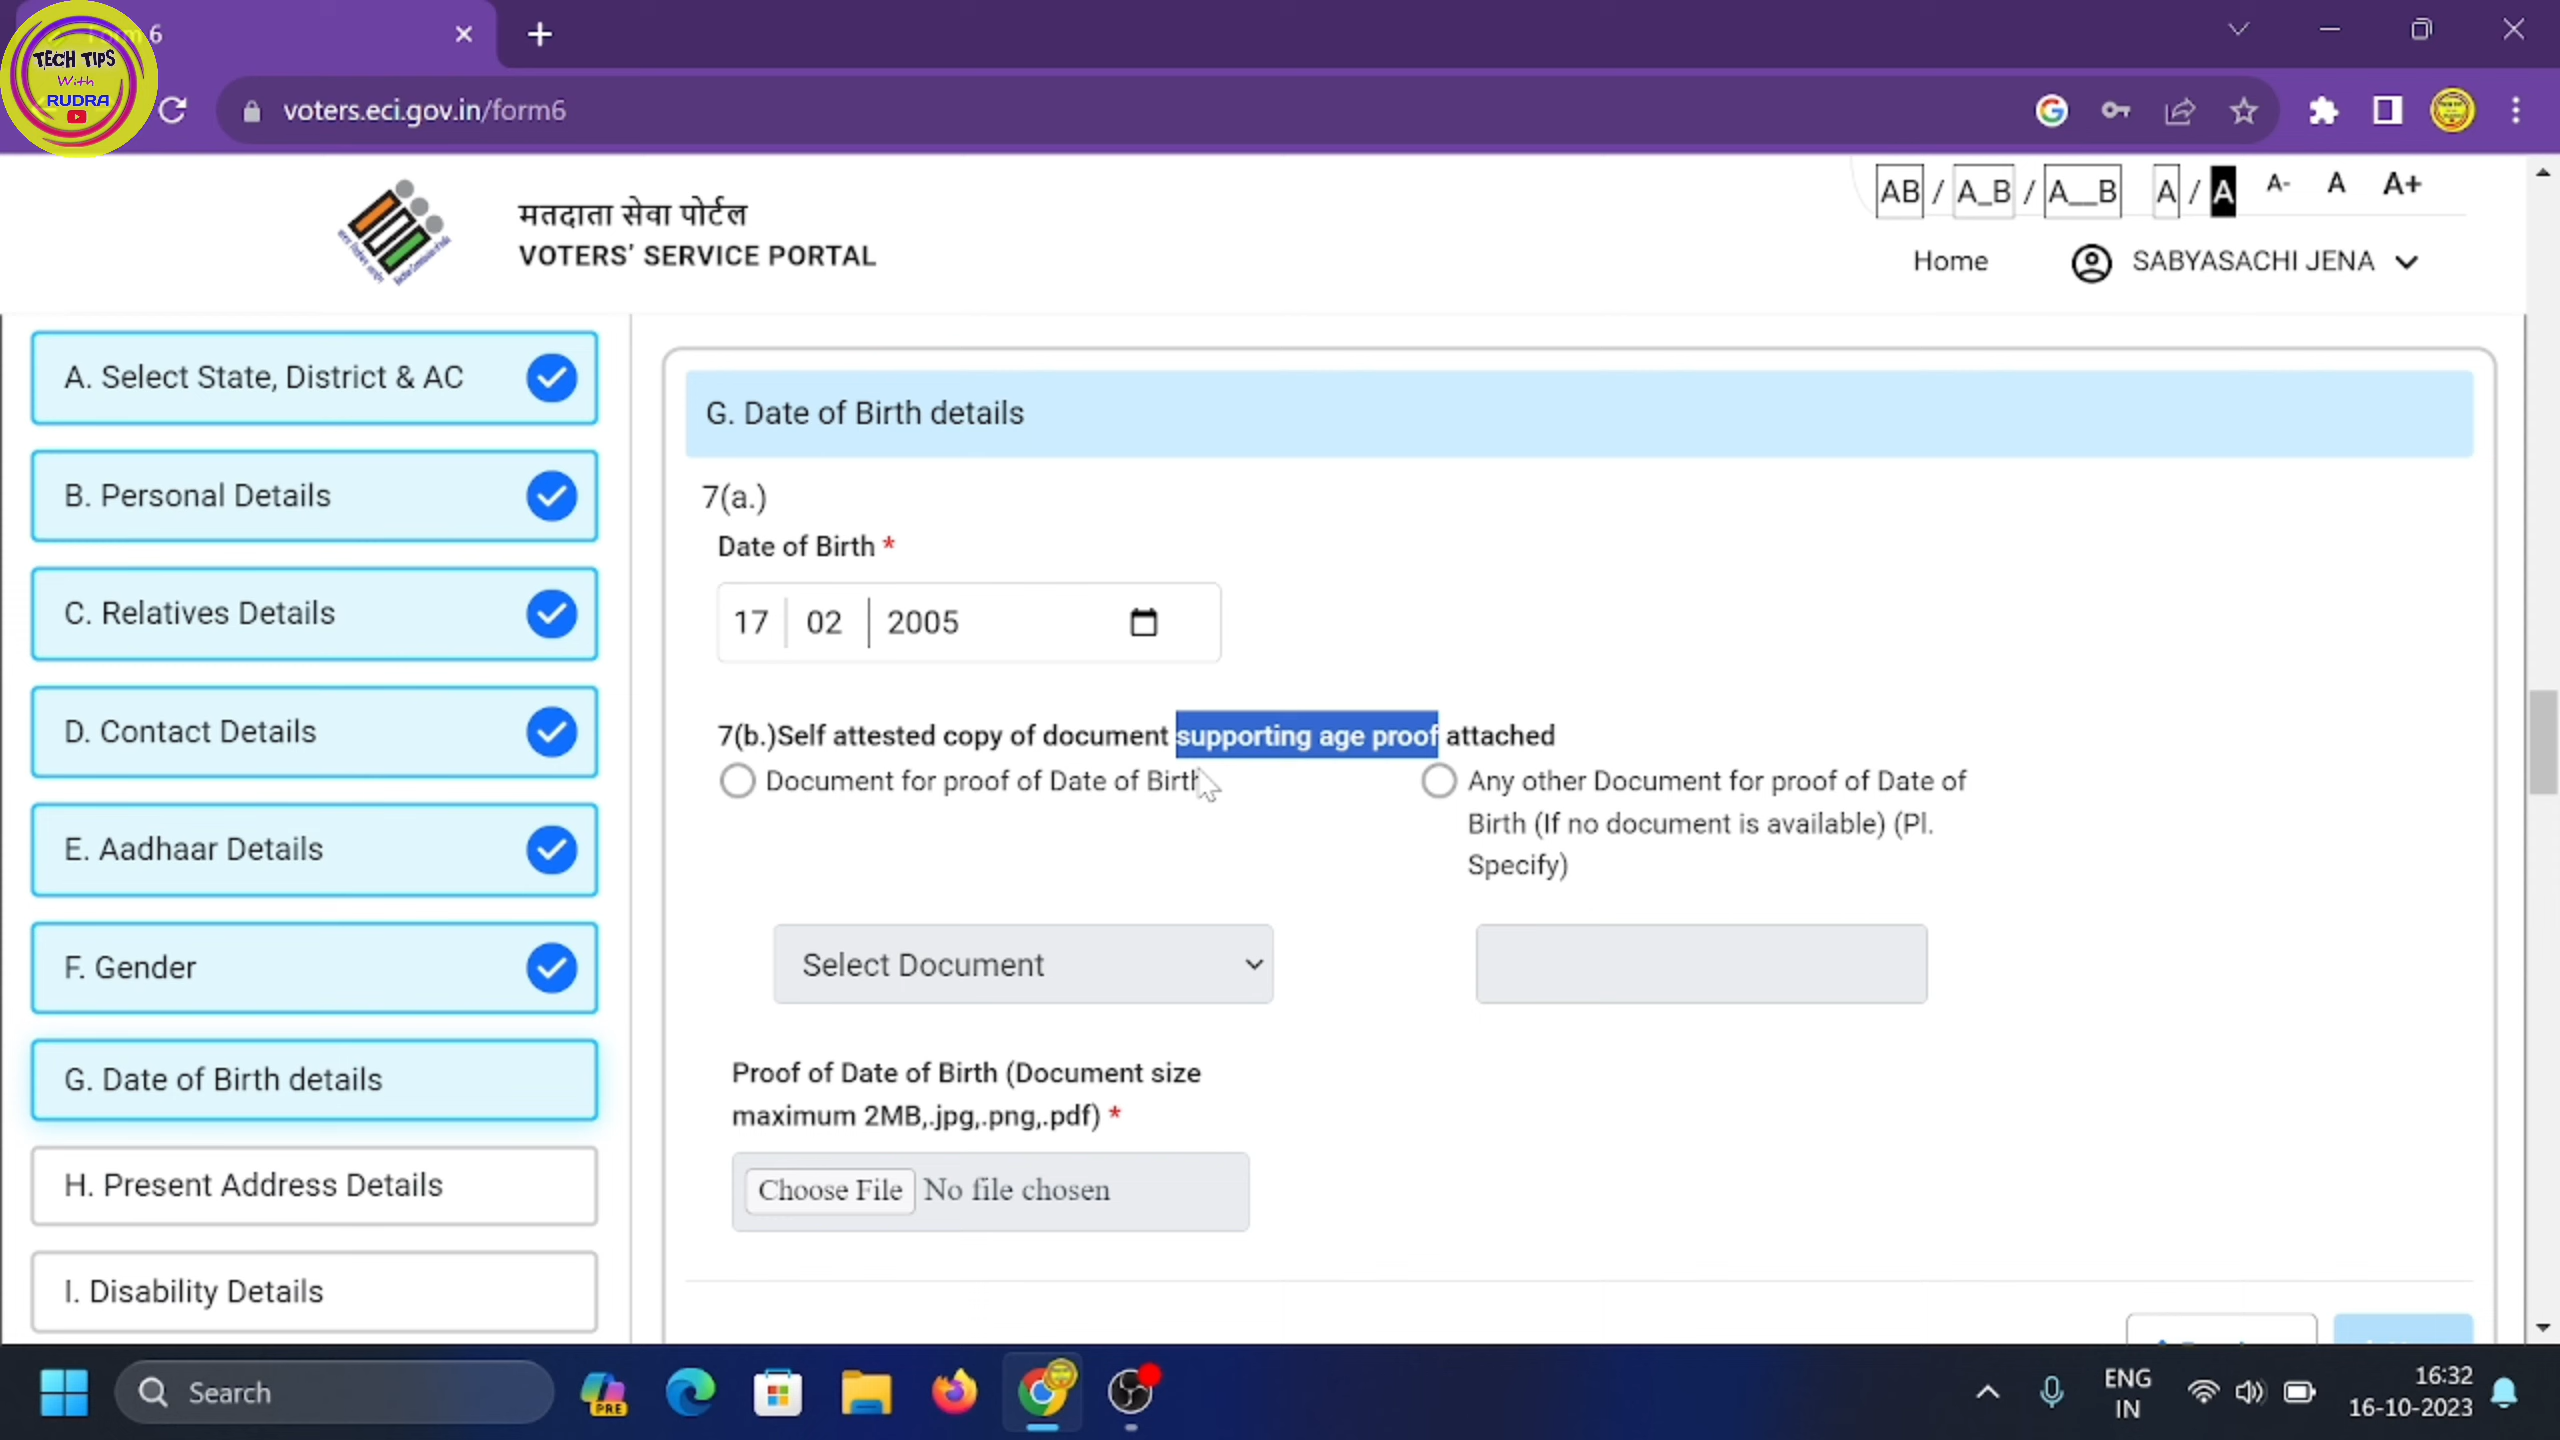 Form 6
TECH TIPS
With
RUDRA
voters.eci.gov.in/form6
मतदाता सेवा पोर्टल
VOTERS' SERVICE PORTAL
AB / A_B / A__B A / A A- A A+
Home SABYASACHI JENA
A. Select State, District & AC
B. Personal Details
C. Relatives Details
D. Contact Details
E. Aadhaar Details
F. Gender
G. Date of Birth details
H. Present Address Details
I. Disability Details
G. Date of Birth details
7(a.)
Date of Birth *
17 02 2005
7(b.)Self attested copy of document supporting age proof attached
Document for proof of Date of Birth
Any other Document for proof of Date of
Birth (If no document is available) (Pl.
Specify)
Select Document
Proof of Date of Birth (Document size
maximum 2MB,.jpg,.png,.pdf) *
Choose File No file chosen
Search
PRE
ENG
IN
16:32
16-10-2023